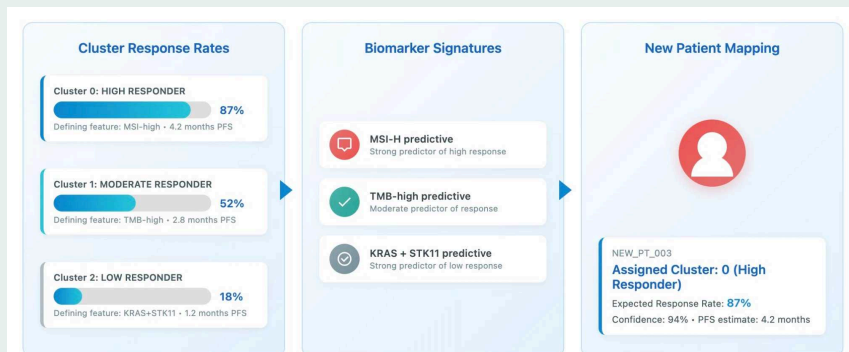 Cluster Response Rates
Cluster 0: HIGH RESPONDER
87%
Defining feature: MSI-high • 4.2 months PFS
Cluster 1: MODERATE RESPONDER
52%
Defining feature: TMB-high • 2.8 months PFS
Cluster 2: LOW RESPONDER
18%
Defining feature: KRAS+STK11 • 1.2 months PFS
Biomarker Signatures
MSI-H predictive
Strong predictor of high response
TMB-high predictive
Moderate predictor of response
KRAS + STK11 predictive
Strong predictor of low response
New Patient Mapping
NEW_PT_003
Assigned Cluster: 0 (High
Responder)
Expected Response Rate: 87%
Confidence: 94% • PFS estimate: 4.2 months